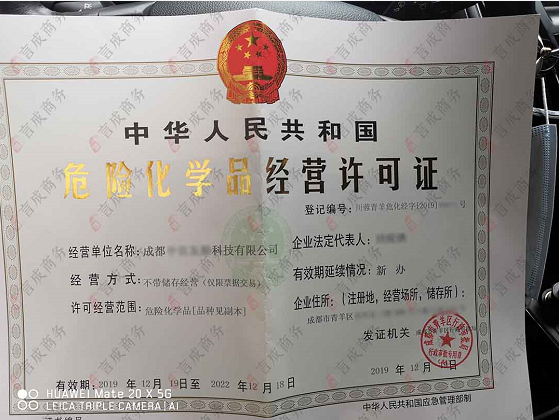 中华人民共和国
危险化学品经营许可证
登记编号：川蓉青羊危化经字[2019]
经营单位名称：成都 科技有限公司
企业法定代表人：
经营方式：不带储存经营（仅限票据交易）
有效期延续情况：新办
许可经营范围：危险化学品[品种见副本]
企业住所：（注册地，经营场所，储存所）：
成都市青羊区
发证机关
2019 年 12 月
有效期：2019 年 12 月 19 日至 2022 年 12 月 18 日
中华人民共和国应急管理部制
HUAWEI Mate 20 X 5G
LEICA TRIPLE CAMERA | AI
言成商务